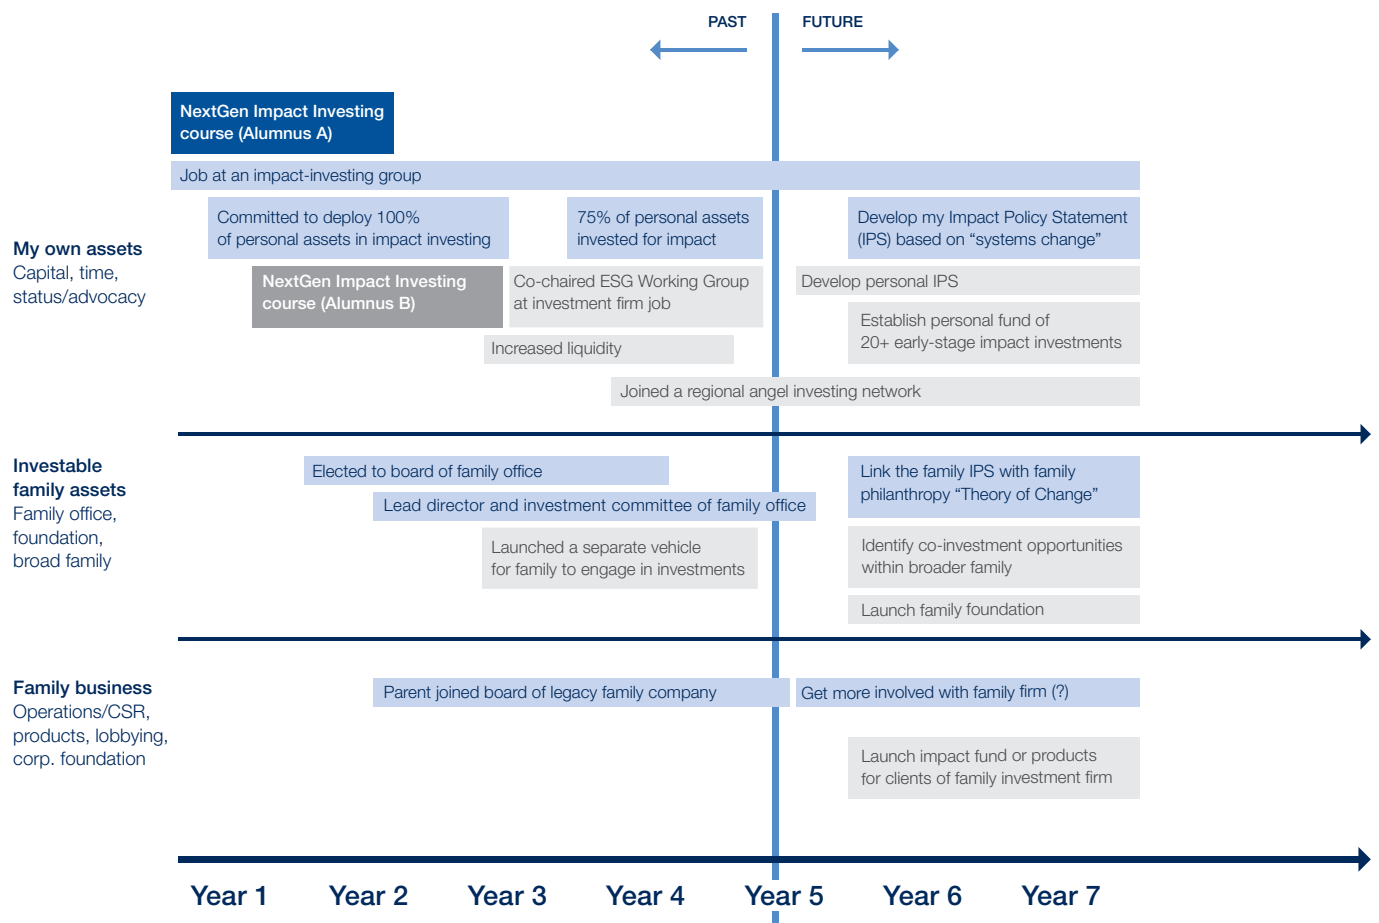 PAST
FUTURE
NextGen Impact Investing
course (Alumnus A)
Job at an impact-investing group
Committed to deploy 100%
of personal assets in impact investing
75% of personal assets
invested for impact
Develop my Impact Policy Statement
(IPS) based on “systems change”
My own assets
Capital, time,
status/advocacy
NextGen Impact Investing
course (Alumnus B)
Co-chaired ESG Working Group
at investment firm job
Develop personal IPS
Establish personal fund of
20+ early-stage impact investments
Increased liquidity
Joined a regional angel investing network
Investable
family assets
Family office,
foundation,
broad family
Elected to board of family office
Lead director and investment committee of family office
Launched a separate vehicle
for family to engage in investments
Link the family IPS with family
philanthropy “Theory of Change”
Identify co-investment opportunities
within broader family
Launch family foundation
Family business
Operations/CSR,
products, lobbying,
corp. foundation
Parent joined board of legacy family company
Get more involved with family firm (?)
Launch impact fund or products
for clients of family investment firm
Year 1
Year 2
Year 3
Year 4
Year 5
Year 6
Year 7